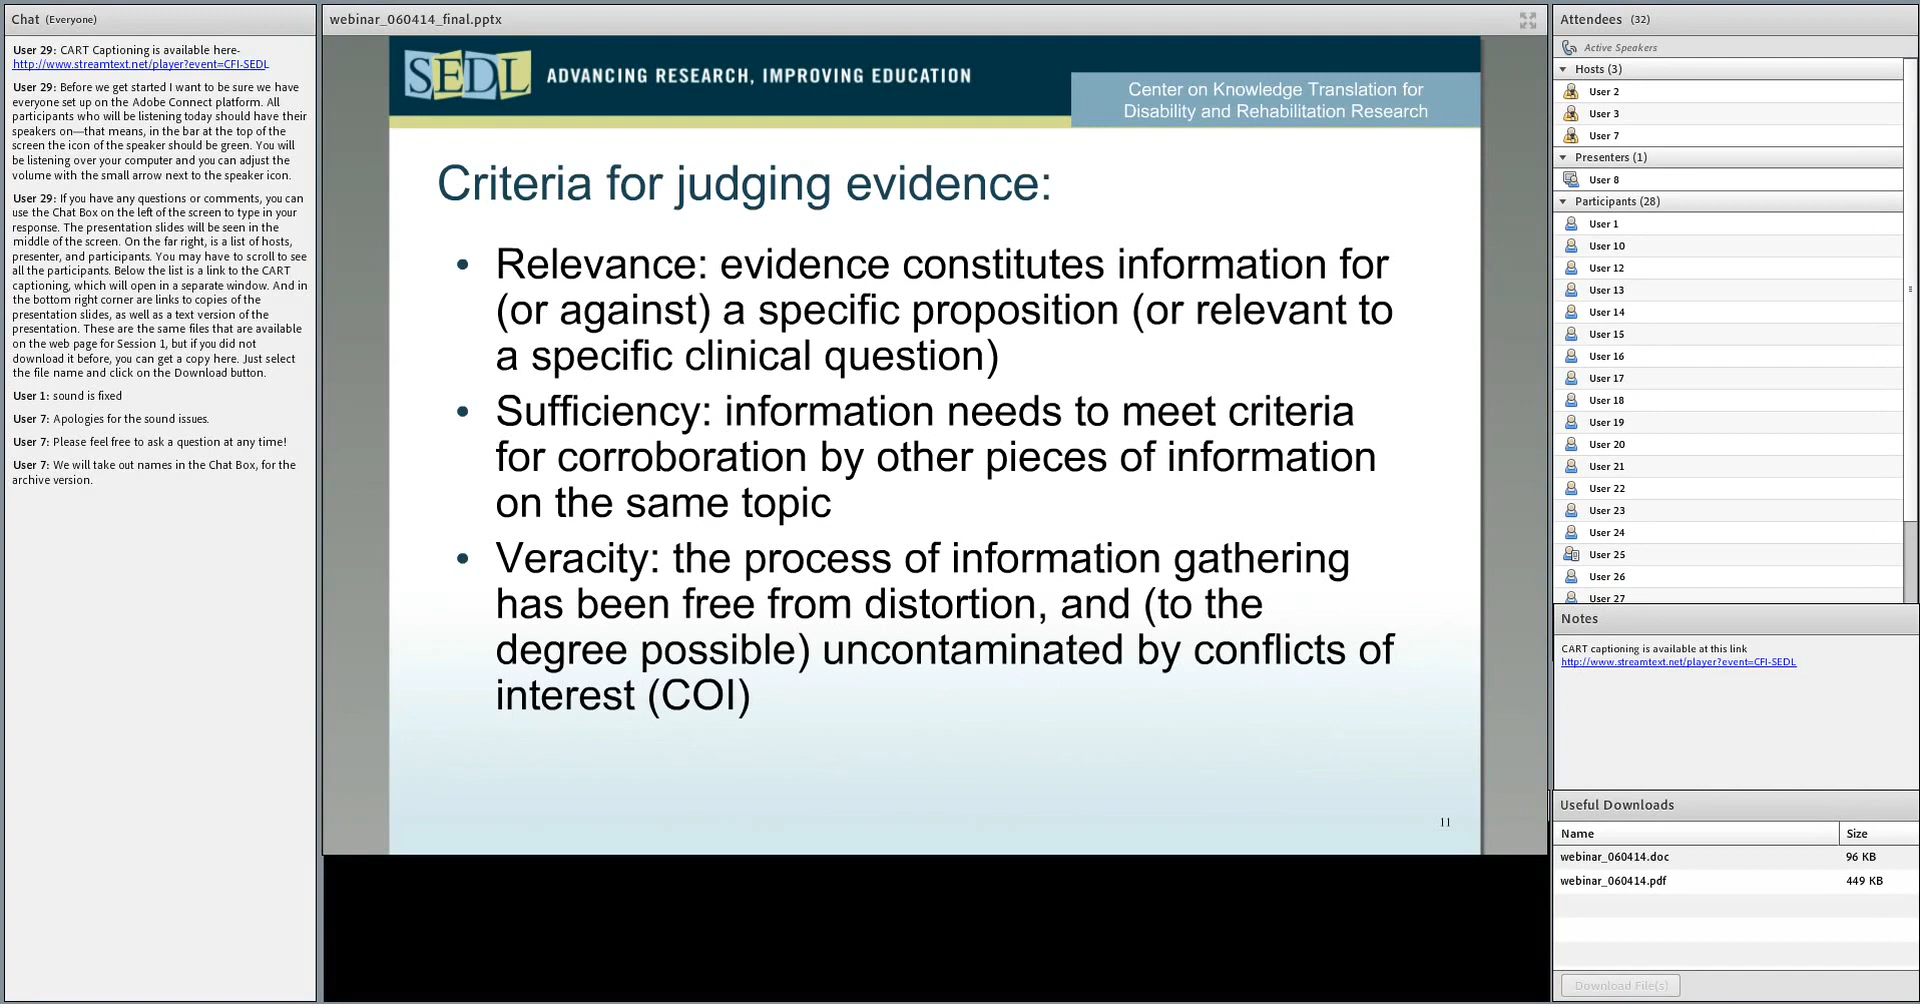 Chat (Everyone)
User 29: CART Captioning is available here-
http://www.streamtext.net/player?event=CFI-SEDL
User 29: Before we get started I want to be sure we have
everyone set up on the Adobe Connect platform. All
participants who will be listening today should have their
speakers on—that means, in the bar at the top of the
screen the icon of the speaker should be green. You will
be listening over your computer and you can adjust the
volume with the small arrow next to the speaker icon.
User 29: If you have any questions or comments, you can
use the Chat Box on the left of the screen to type in your
response. The presentation slides will be seen in the
middle of the screen. On the far right, is a list of hosts,
presenter, and participants. You may have to scroll to see
all the participants. Below the list is a link to the CART
captioning, which will open in a separate window. And in
the bottom right corner are links to copies of the
presentation slides, as well as a text version of the
presentation. These are the same files that are available
on the web page for Session 1, but if you did not
download it before, you can get a copy here. Just select
the file name and click on the Download button.
User 1: sound is fixed
User 7: Apologies for the sound issues.
User 7: Please feel free to ask a question at any time!
User 7: We will take out names in the Chat Box, for the
archive version.
webinar_060414_final.pptx
SEDL ADVANCING RESEARCH, IMPROVING EDUCATION
Center on Knowledge Translation for
Disability and Rehabilitation Research
Criteria for judging evidence:
• Relevance: evidence constitutes information for
(or against) a specific proposition (or relevant to
a specific clinical question)
• Sufficiency: information needs to meet criteria
for corroboration by other pieces of information
on the same topic
• Veracity: the process of information gathering
has been free from distortion, and (to the
degree possible) uncontaminated by conflicts of
interest (COI)
11
Attendees (32)
Active Speakers
Hosts (3)
User 2
User 3
User 7
Presenters (1)
User 8
Participants (28)
User 1
User 10
User 12
User 13
User 14
User 15
User 16
User 17
User 18
User 19
User 20
User 21
User 22
User 23
User 24
User 25
User 26
User 27
Notes
CART captioning is available at this link
http://www.streamtext.net/player?event=CFI-SEDL
Useful Downloads
Name Size
webinar_060414.doc 96 KB
webinar_060414.pdf 449 KB
Download File(s)